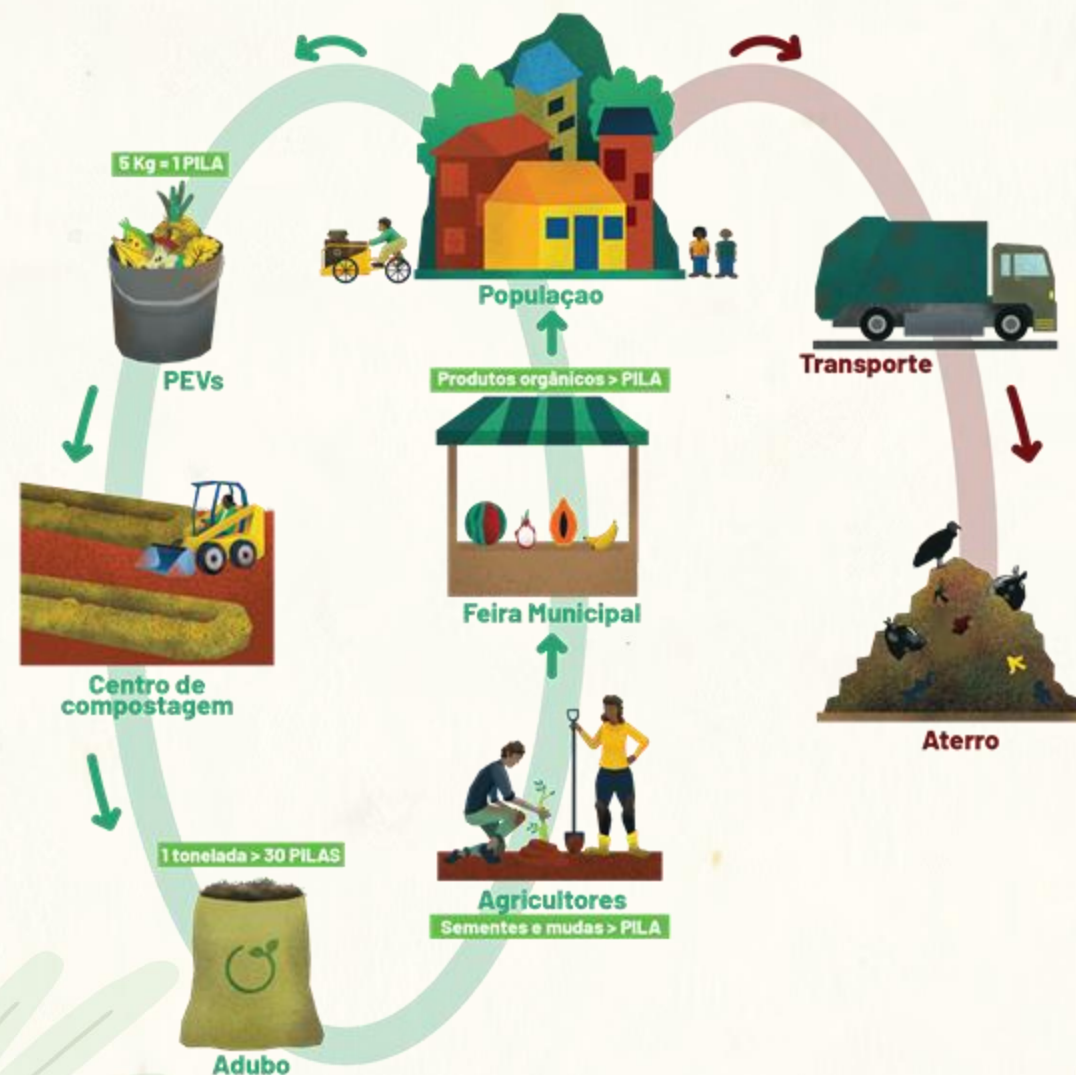 5 Kg = 1 PILA
PEVs
Populaçao
Transporte
Produtos orgânicos > PILA
Feira Municipal
Centro de
compostagem
Aterro
1 tonelada > 30 PILAS
Adubo
Agricultores
Sementes e mudas > PILA